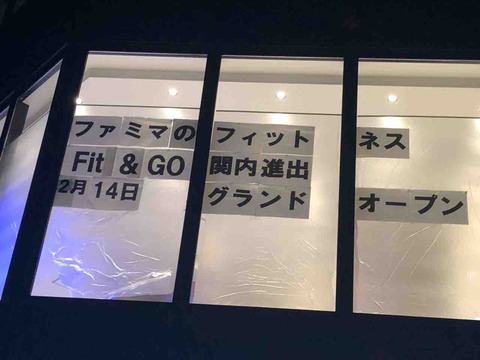 ファミマのフィットネス
Fit & GO 関内進出
2月14日 グランドオープン